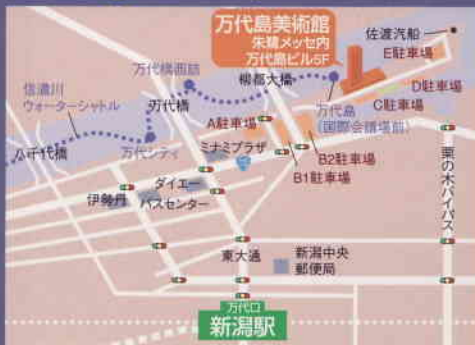 万代島美術館
朱鷺メッセ内
万代島ビル5F
佐渡汽船
E駐車場
D駐車場
C駐車場
万代橋西詰
柳都大橋
信濃川
ウォーターシャトル
万代橋
万代島
(国際会議場前)
A駐車場
八千代橋
万代シティ
ミナミプラザ
B2駐車場
B1駐車場
ダイエー
伊勢丹
バスセンター
栗の木バイパス
東大通
新潟中央
郵便局
万代口
新潟駅